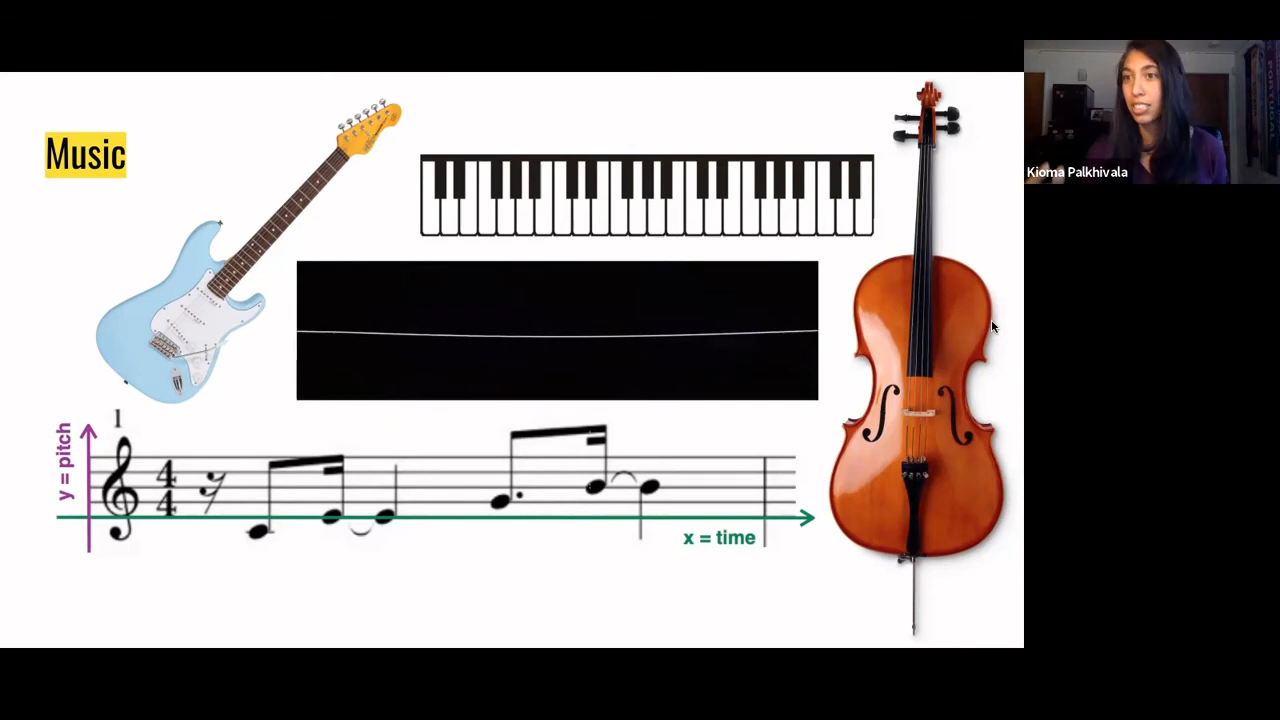 Music
Kioma Palkhivala
1
y = pitch
4
4
x = time